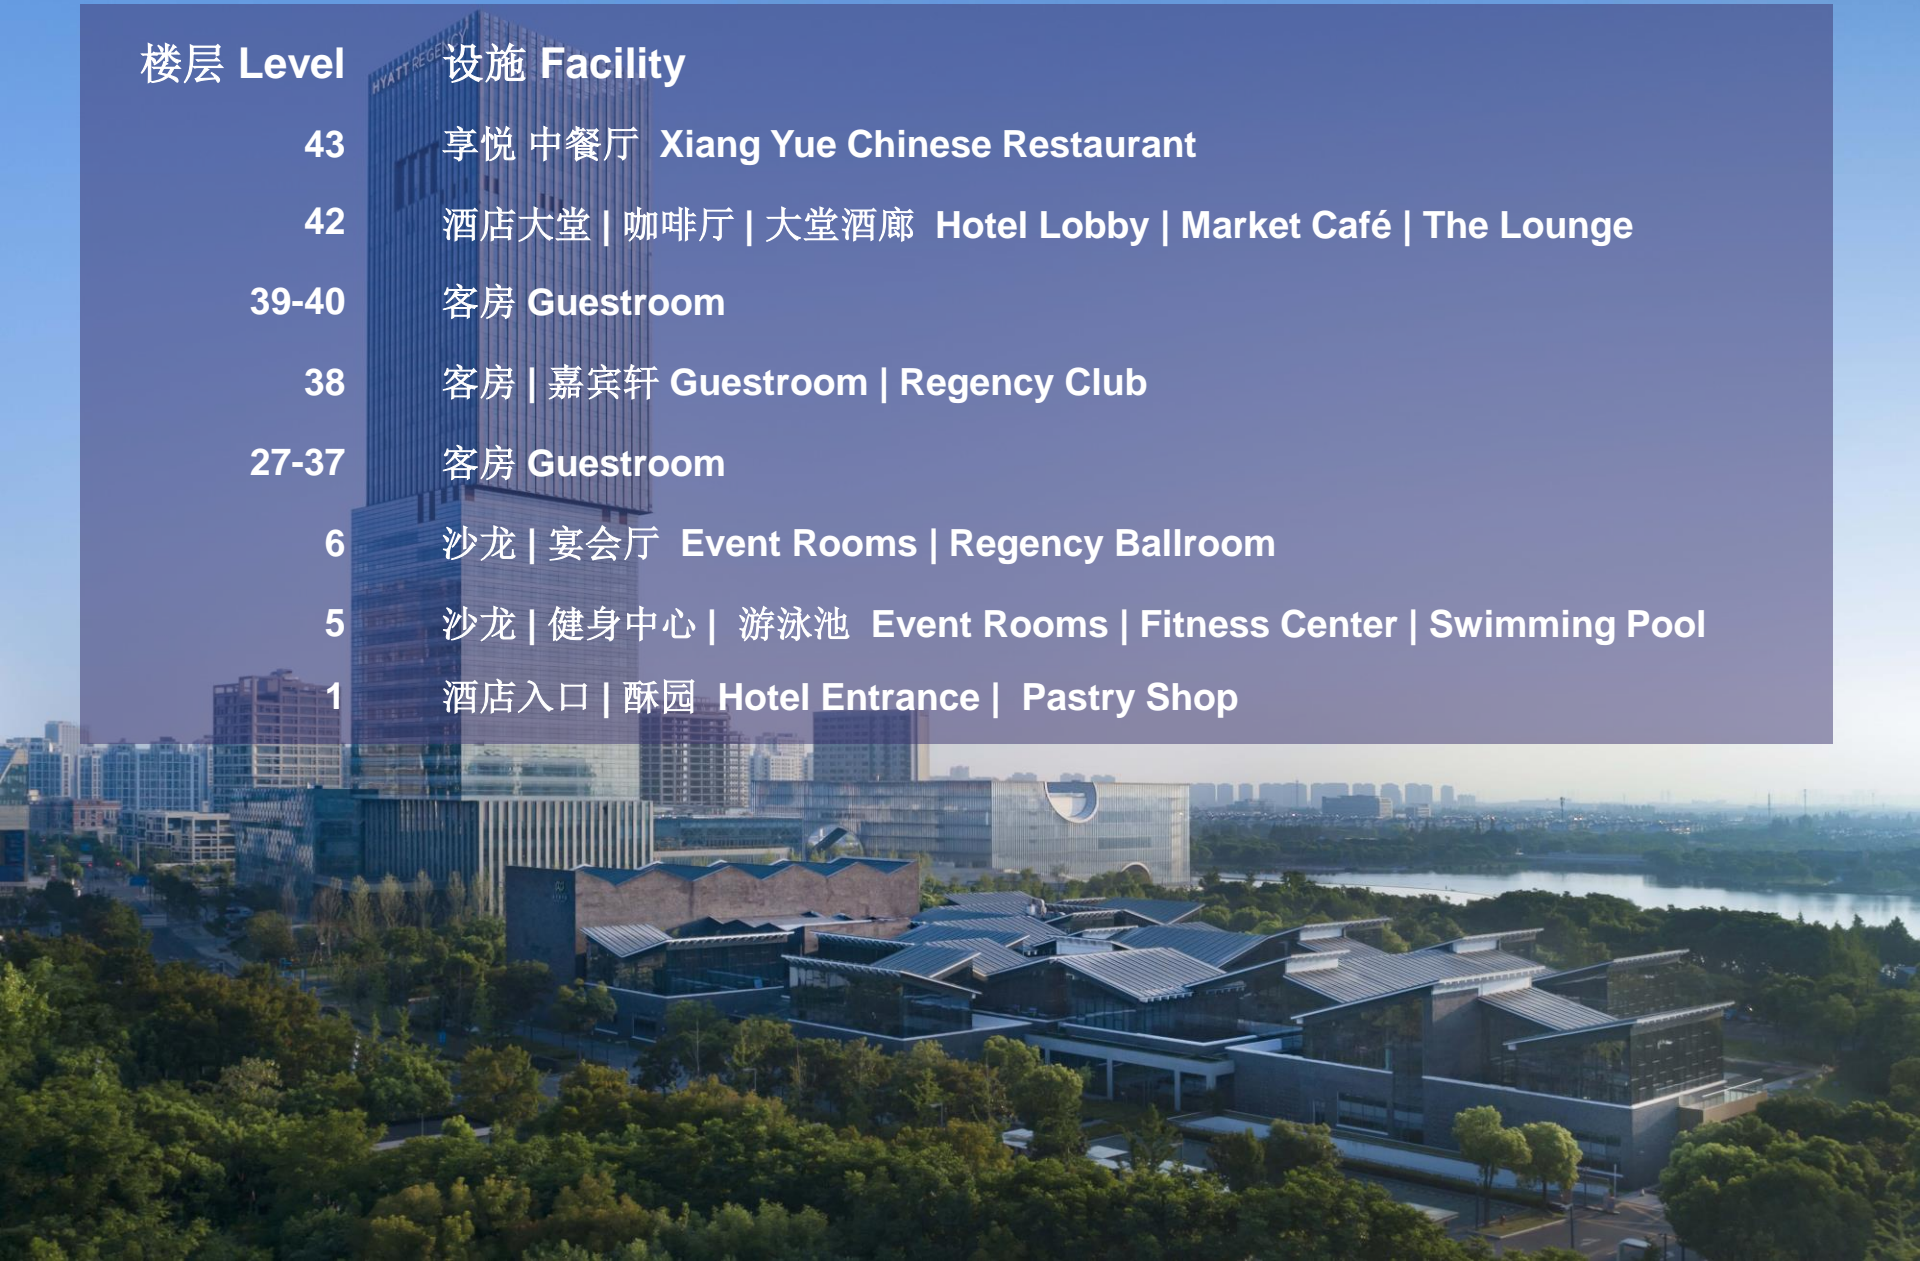 HYATT REGENCY
楼层 Level 设施 Facility
43 享悦 中餐厅 Xiang Yue Chinese Restaurant
42 酒店大堂 | 咖啡厅 | 大堂酒廊 Hotel Lobby | Market Café | The Lounge
39-40 客房 Guestroom
38 客房 | 嘉宾轩 Guestroom | Regency Club
27-37 客房 Guestroom
6 沙龙 | 宴会厅 Event Rooms | Regency Ballroom
5 沙龙 | 健身中心 | 游泳池 Event Rooms | Fitness Center | Swimming Pool
1 酒店入口 | 酥园 Hotel Entrance | Pastry Shop